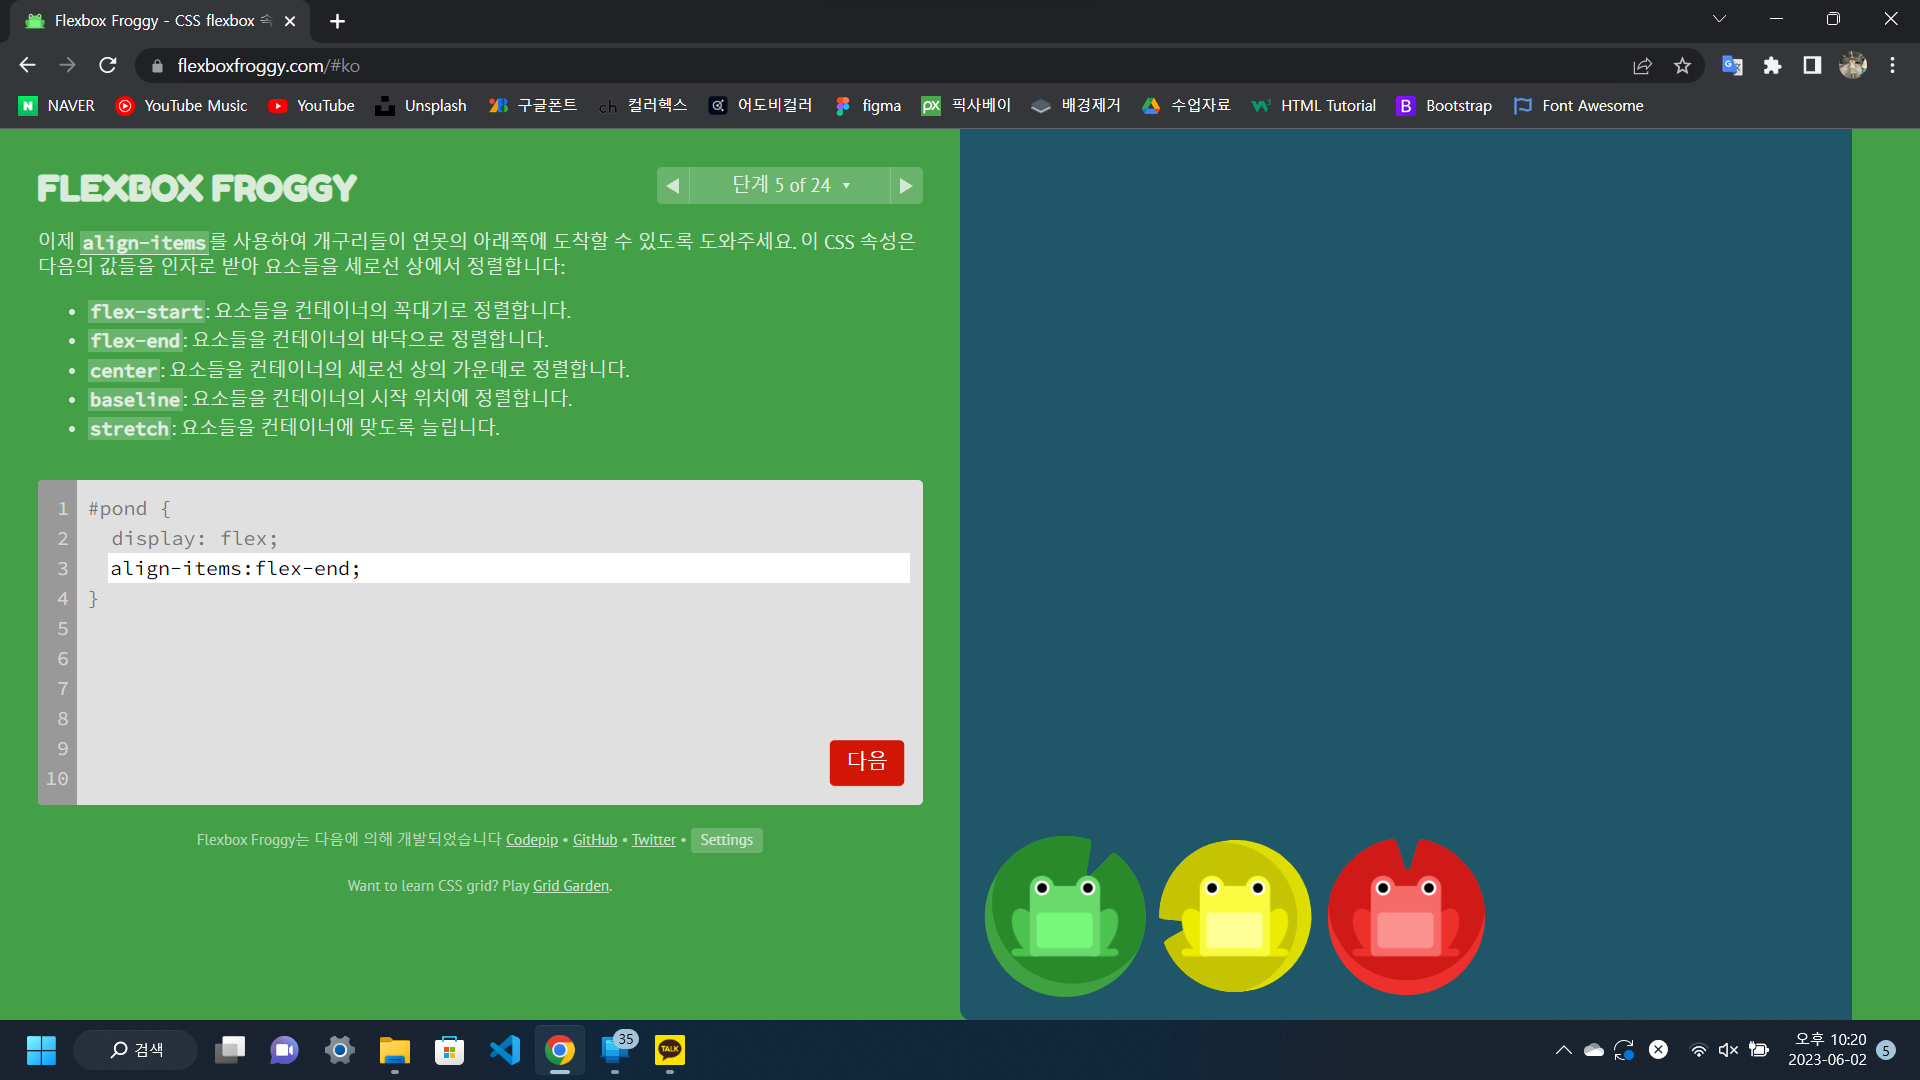 Flexbox Froggy - CSS flexbox 속
flexboxfroggy.com/#ko
NAVER
YouTube Music
YouTube
Unsplash
구글폰트
ch 컬러헥스
어도비컬러
figma
px 픽사베이
배경제거
수업자료
HTML Tutorial
B Bootstrap
Font Awesome
FLEXBOX FROGGY
단계 5 of 24
이제 align-items를 사용하여 개구리들이 연못의 아래쪽에 도착할 수 있도록 도와주세요. 이 CSS 속성은
다음의 값들을 인자로 받아 요소들을 세로선 상에서 정렬합니다:
• flex-start: 요소들을 컨테이너의 꼭대기로 정렬합니다.
• flex-end: 요소들을 컨테이너의 바닥으로 정렬합니다.
• center: 요소들을 컨테이너의 세로선 상의 가운데로 정렬합니다.
• baseline: 요소들을 컨테이너의 시작 위치에 정렬합니다.
• stretch: 요소들을 컨테이너에 맞도록 늘립니다.
1 #pond {
2 display: flex;
3 align-items:flex-end;
4 }
5
6
7
8
9
10
다음
Flexbox Froggy는 다음에 의해 개발되었습니다 Codepip • GitHub • Twitter • Settings
Want to learn CSS grid? Play Grid Garden.
검색
35
TALK
오후 10:20
2023-06-02
5